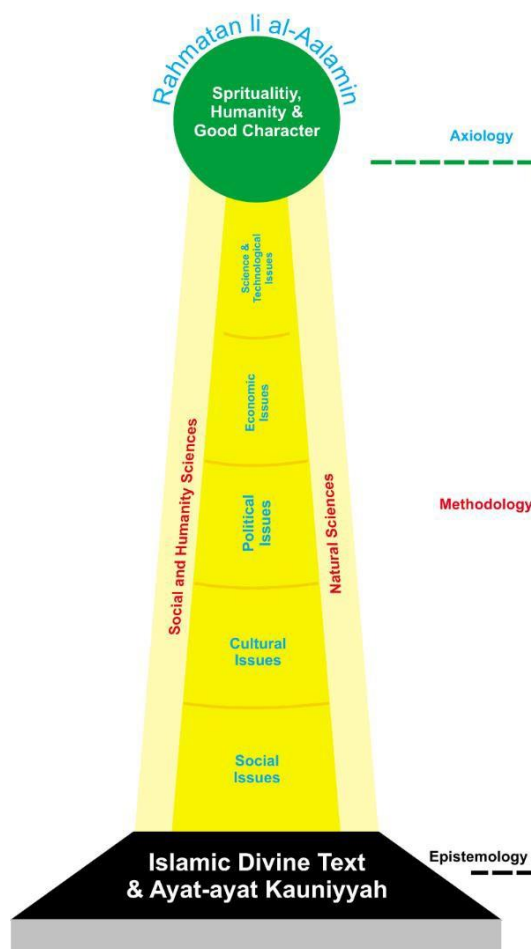 Rahmatan li al-Aalamin
Spritualitiy,
Humanity &
Good Character
Axiology
Science &
Technological
Issues
Economic
Issues
Social and Humanity Sciences
Natural Sciences
Political
Issues
Methodology
Cultural
Issues
Social
Issues
Epistemology
Islamic Divine Text
& Ayat-ayat Kauniyyah